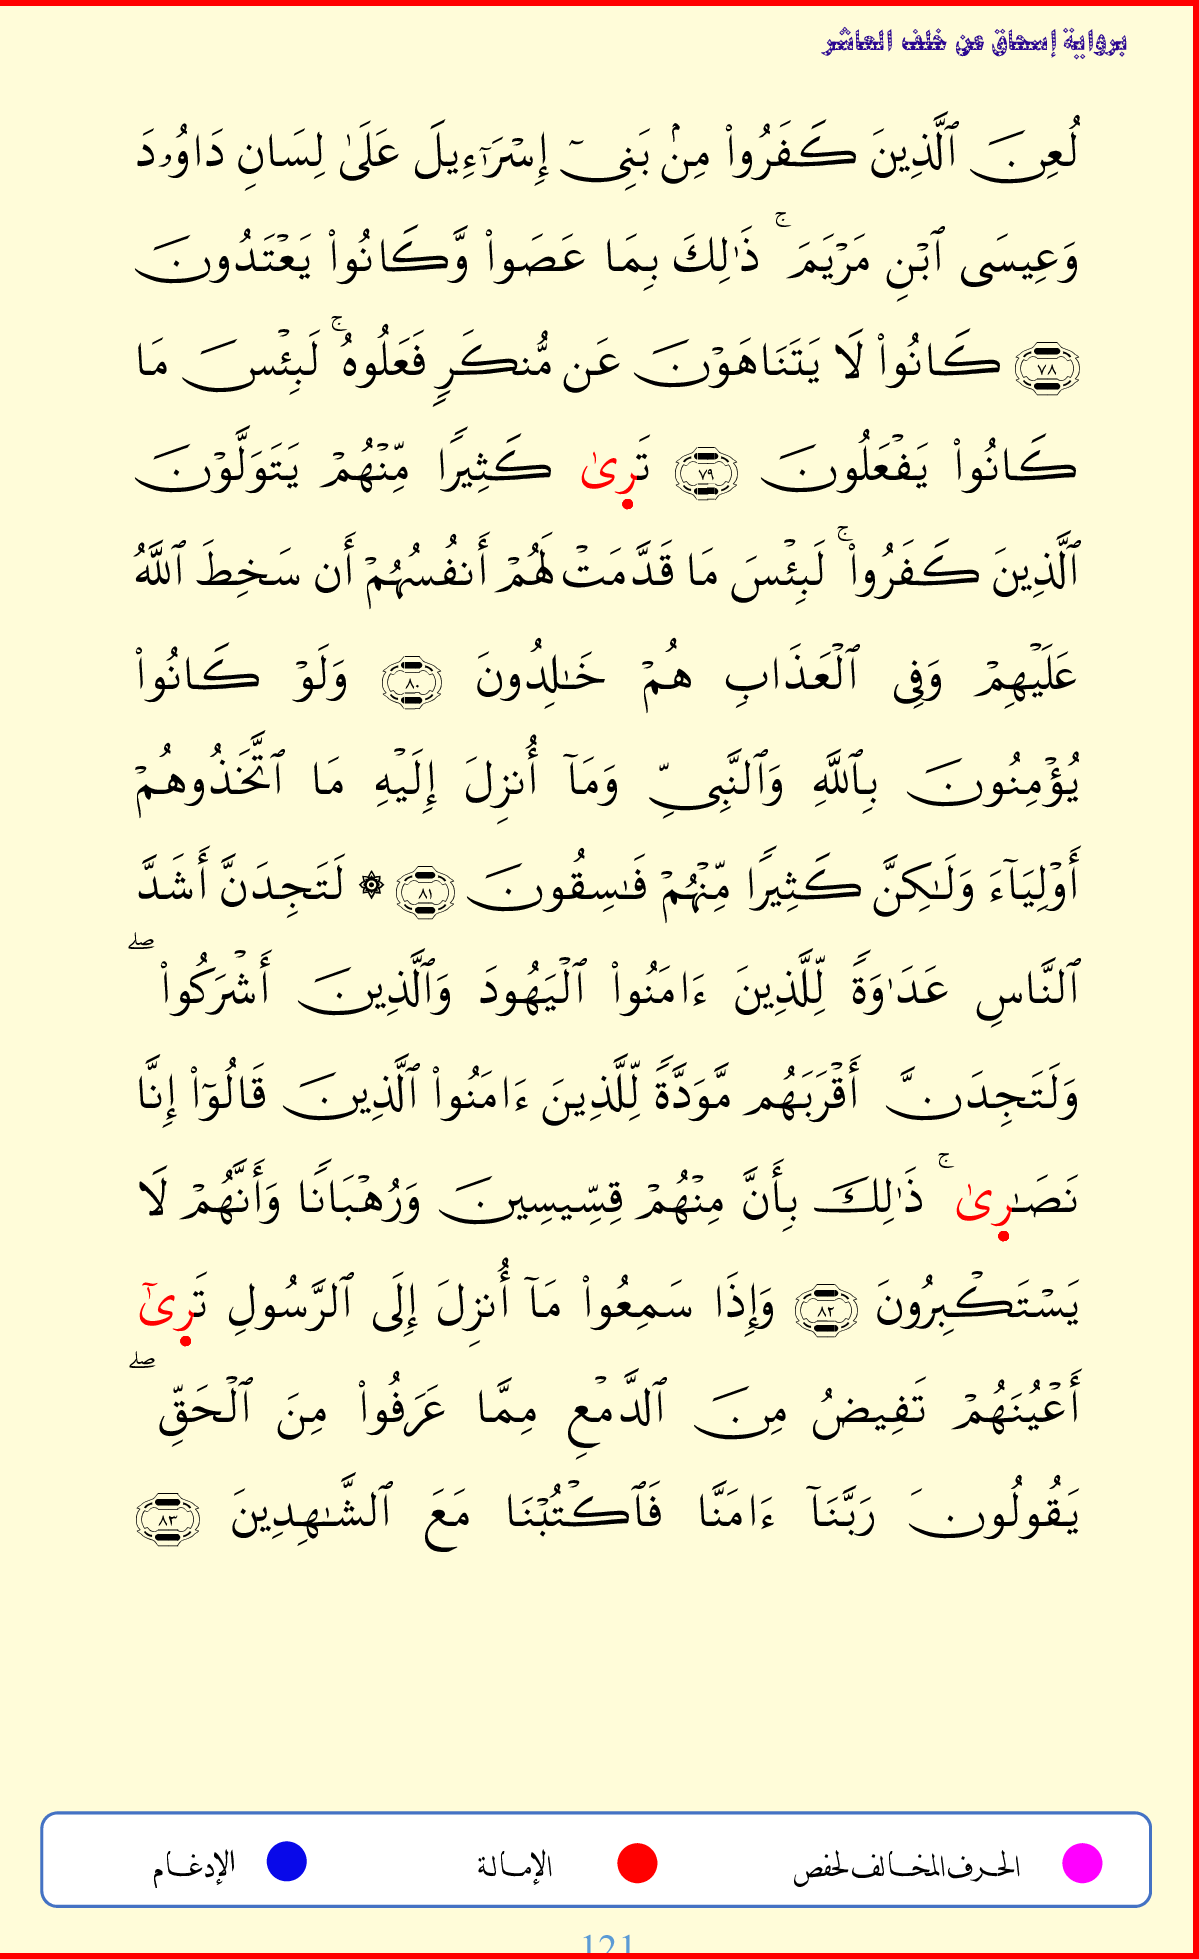 برواية إسحاق عن خلف العاشر
لُعِنَ ٱلَّذِينَ كَفَرُوا۟ مِنۢ بَنِىٓ إِسْرَٰٓءِيلَ عَلَىٰ لِسَانِ دَاوُۥدَ
وَعِيسَى ٱبْنِ مَرْيَمَ ۚ ذَٰلِكَ بِمَا عَصَوا۟ وَّكَانُوا۟ يَعْتَدُونَ
٧٨ كَانُوا۟ لَا يَتَنَاهَوْنَ عَن مُّنكَرٍ فَعَلُوهُ ۚ لَبِئْسَ مَا
كَانُوا۟ يَفْعَلُونَ ٧٩ تَرِىٰ كَثِيرًا مِّنْهُمْ يَتَوَلَّوْنَ
ٱلَّذِينَ كَفَرُوا۟ ۚ لَبِئْسَ مَا قَدَّمَتْ لَهُمْ أَنفُسُهُمْ أَن سَخِطَ ٱللَّهُ
عَلَيْهِمْ وَفِى ٱلْعَذَابِ هُمْ خَـٰلِدُونَ ٨٠ وَلَوْ كَانُوا۟
يُؤْمِنُونَ بِٱللَّهِ وَٱلنَّبِىِّ وَمَآ أُنزِلَ إِلَيْهِ مَا ٱتَّخَذُوهُمْ
أَوْلِيَآءَ وَلَـٰكِنَّ كَثِيرًا مِّنْهُمْ فَـٰسِقُونَ ٨١ ۞ لَتَجِدَنَّ أَشَدَّ
ٱلنَّاسِ عَدَٰوَةً لِّلَّذِينَ ءَامَنُوا۟ ٱلْيَهُودَ وَٱلَّذِينَ أَشْرَكُوا۟ ۖ
وَلَتَجِدَنَّ أَقْرَبَهُم مَّوَدَّةً لِّلَّذِينَ ءَامَنُوا۟ ٱلَّذِينَ قَالُوٓا۟ إِنَّا
نَصَـٰرِىٰ ۚ ذَٰلِكَ بِأَنَّ مِنْهُمْ قِسِّيسِينَ وَرُهْبَانًا وَأَنَّهُمْ لَا
يَسْتَكْبِرُونَ ٨٢ وَإِذَا سَمِعُوا۟ مَآ أُنزِلَ إِلَى ٱلرَّسُولِ تَرِىٰٓ
أَعْيُنَهُمْ تَفِيضُ مِنَ ٱلدَّمْعِ مِمَّا عَرَفُوا۟ مِنَ ٱلْحَقِّ ۖ
يَقُولُونَ رَبَّنَآ ءَامَنَّا فَٱكْتُبْنَا مَعَ ٱلشَّـٰهِدِينَ ٨٣
الحرف المخالف لحفص الإمالة الإدغام
121